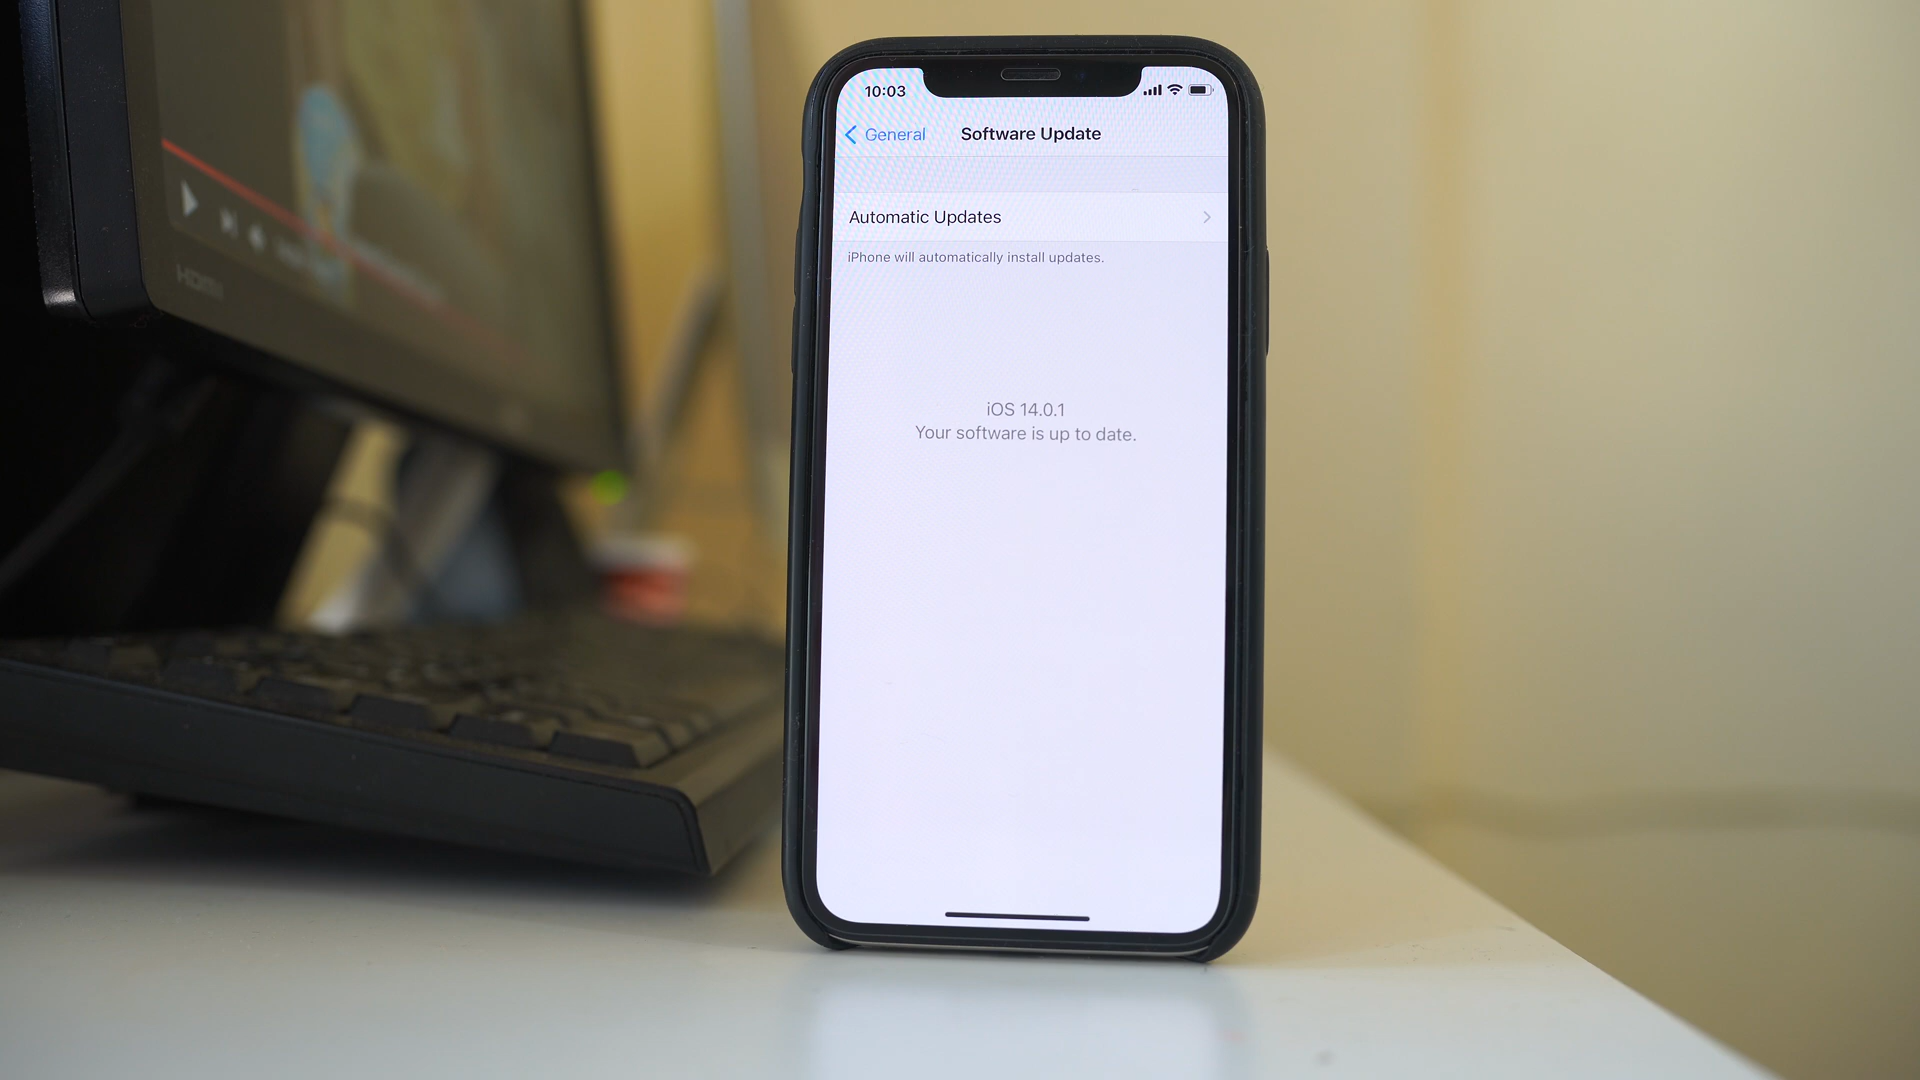 10:03
General
Software Update
Automatic Updates
iPhone will automatically install updates.
iOS 14.0.1
Your software is up to date.
HDMI